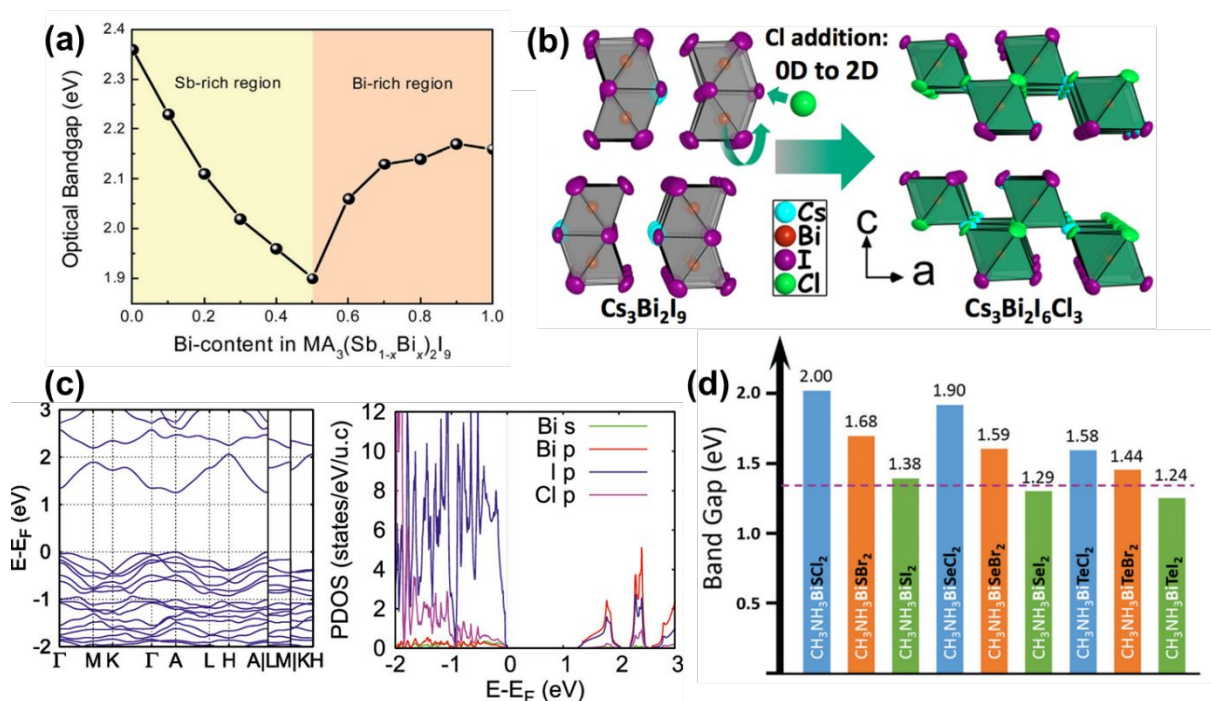 (a)
2.4
2.3
2.2
2.1
2.0
1.9
Optical Bandgap (eV)
Sb-rich region
Bi-rich region
0.0 0.2 0.4 0.6 0.8 1.0
Bi-content in MA₃(Sb₁₋ₓBiₓ)₂I₉
(b)
Cl addition:
0D to 2D
Cs
Bi
I
Cl
c
a
Cs₃Bi₂I₉
Cs₃Bi₂I₆Cl₃
(c)
3
2
1
0
-1
-2
E-E_F (eV)
Γ M K Γ A L H A|LM|KH
12
10
8
6
4
2
0
PDOS (states/eV/u.c)
Bi s
Bi p
I p
Cl p
-2 -1 0 1 2 3
E-E_F (eV)
(d)
Band Gap (eV)
2.0
1.5
1.0
0.5
2.00
1.68
1.38
1.90
1.59
1.29
1.58
1.44
1.24
CH₃NH₃BiSCl₂
CH₃NH₃BiSBr₂
CH₃NH₃BiSI₂
CH₃NH₃BiSeCl₂
CH₃NH₃BiSeBr₂
CH₃NH₃BiSeI₂
CH₃NH₃BiTeCl₂
CH₃NH₃BiTeBr₂
CH₃NH₃BiTeI₂